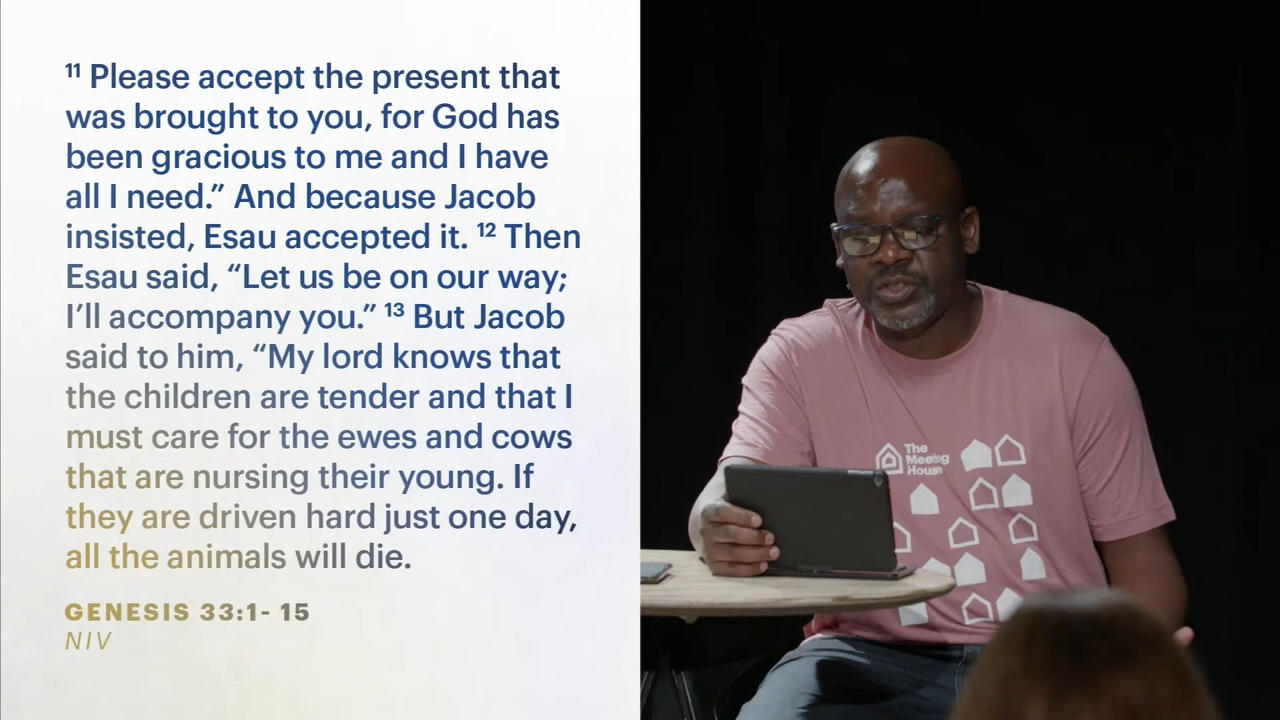 ¹¹ Please accept the present that
was brought to you, for God has
been gracious to me and I have
all I need.” And because Jacob
insisted, Esau accepted it. ¹² Then
Esau said, “Let us be on our way;
I’ll accompany you.” ¹³ But Jacob
said to him, “My lord knows that
the children are tender and that I
must care for the ewes and cows
that are nursing their young. If
they are driven hard just one day,
all the animals will die.
GENESIS 33:1- 15
NIV
The
Meeting
House